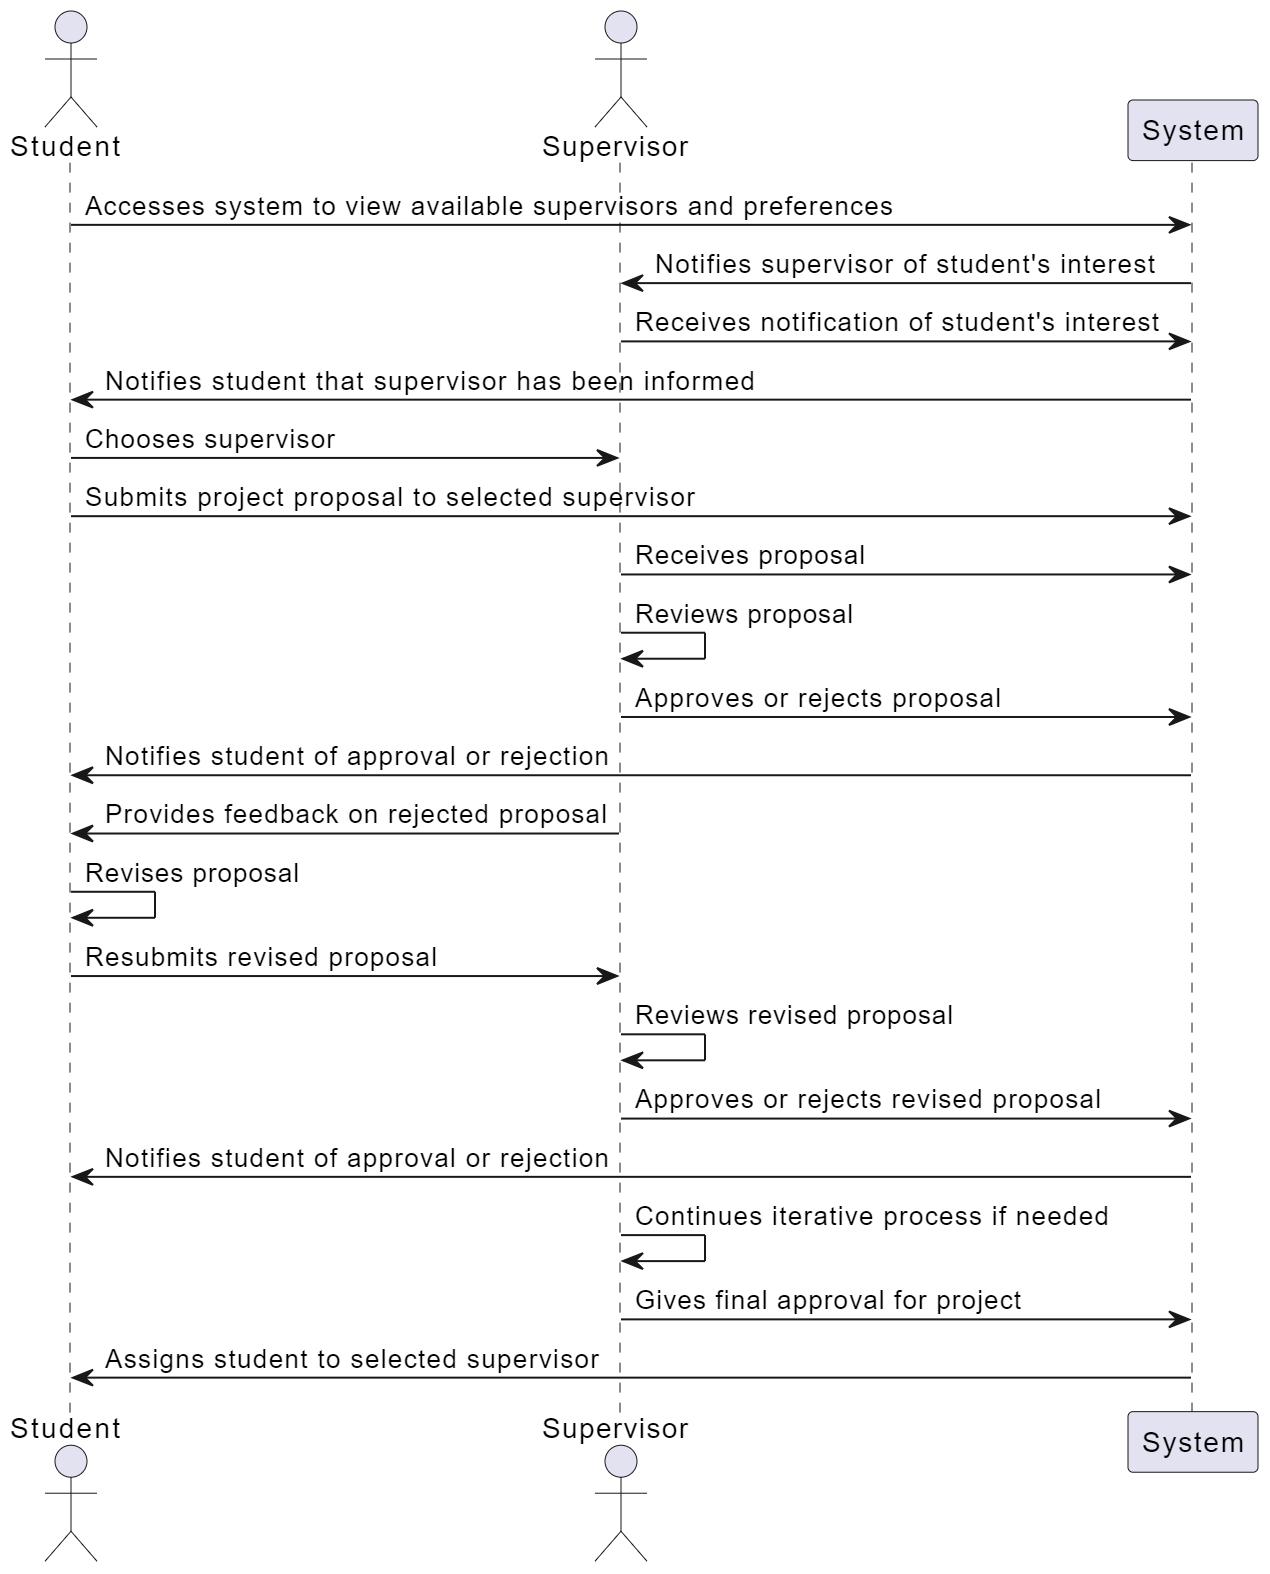 Student
Supervisor
System
Accesses system to view available supervisors and preferences
Notifies supervisor of student's interest
Receives notification of student's interest
Notifies student that supervisor has been informed
Chooses supervisor
Submits project proposal to selected supervisor
Receives proposal
Reviews proposal
Approves or rejects proposal
Notifies student of approval or rejection
Provides feedback on rejected proposal
Revises proposal
Resubmits revised proposal
Reviews revised proposal
Approves or rejects revised proposal
Notifies student of approval or rejection
Continues iterative process if needed
Gives final approval for project
Assigns student to selected supervisor
Student
Supervisor
System